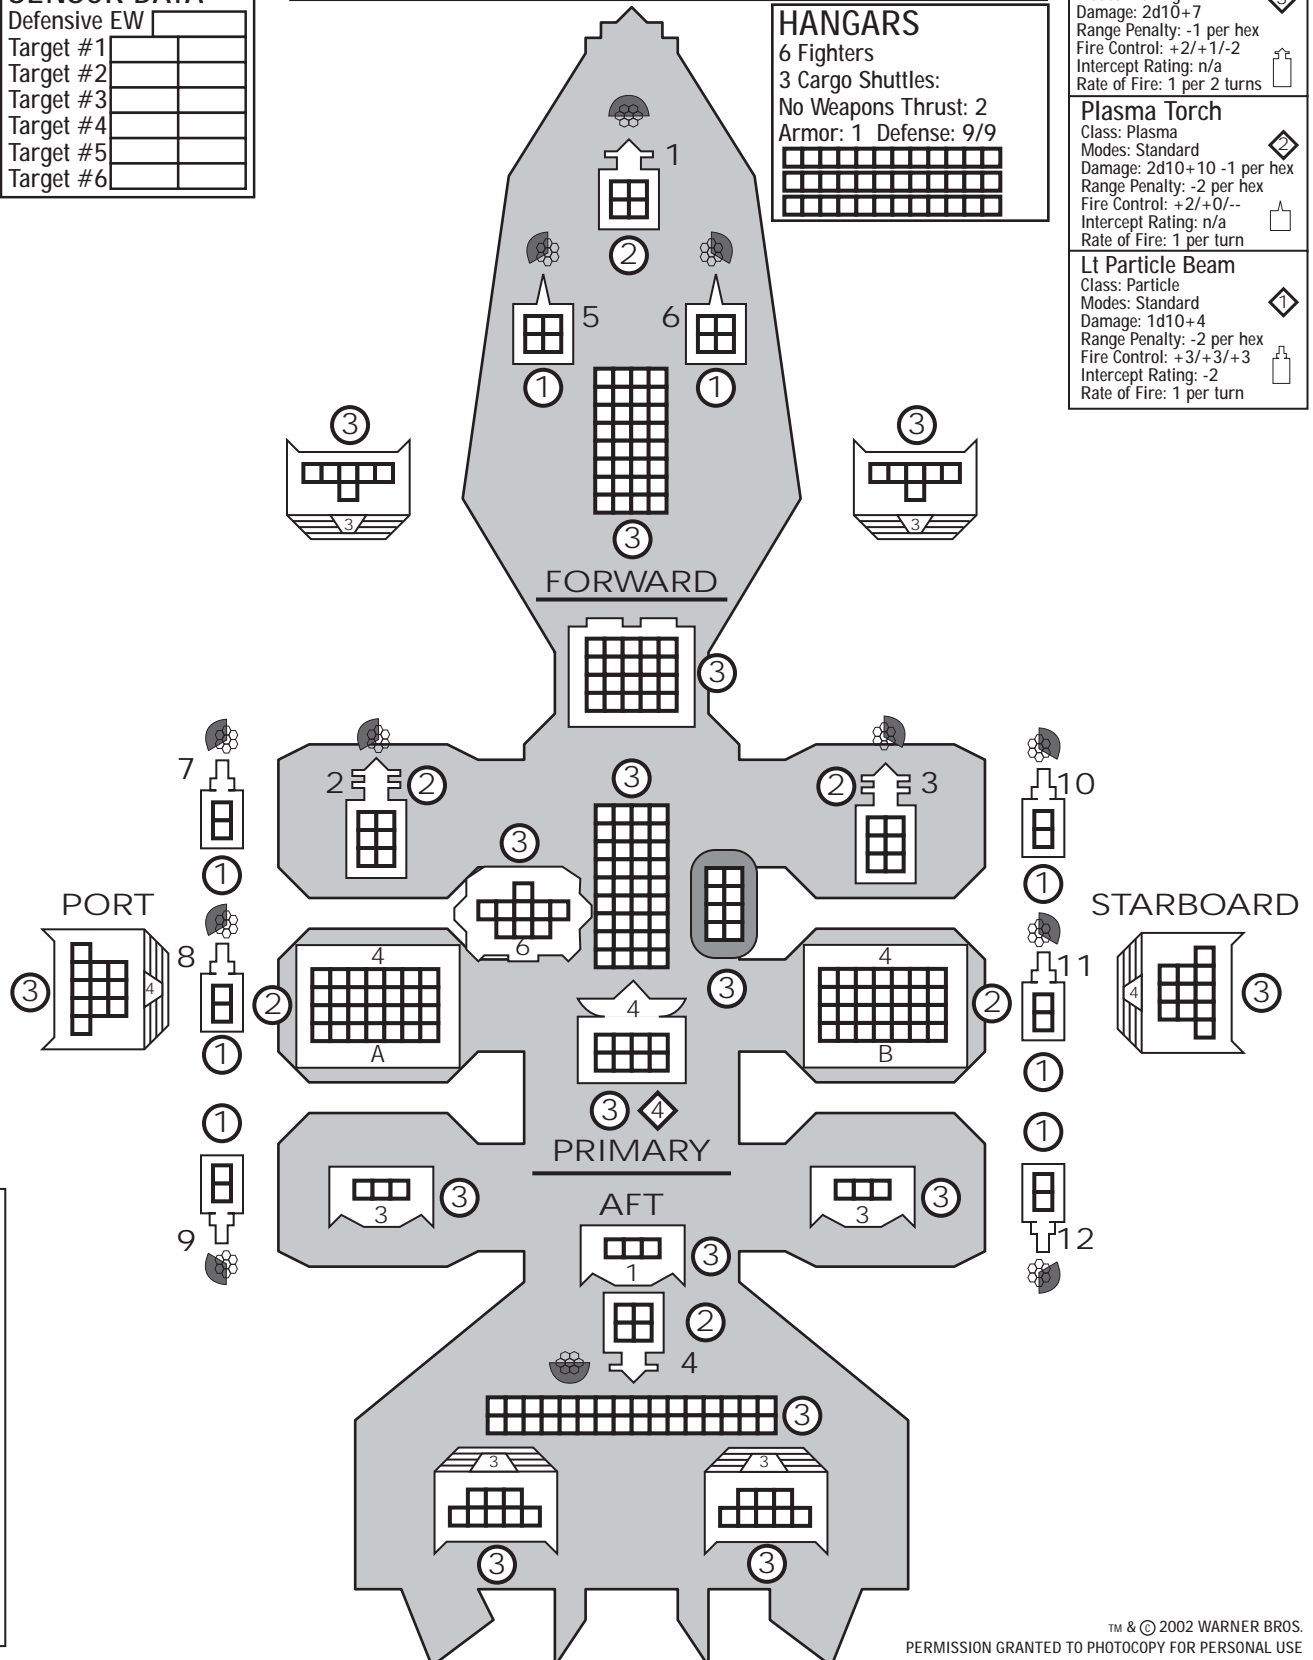 Defensive EW
Target #1
Target #2
Target #3
Target #4
Target #5
Target #6
HANGARS
6 Fighters
3 Cargo Shuttles:
No Weapons Thrust: 2
Armor: 1 Defense: 9/9
Damage: 2d10+7
Range Penalty: -1 per hex
Fire Control: +2/+1/-2
Intercept Rating: n/a
Rate of Fire: 1 per 2 turns
Plasma Torch
Class: Plasma
Modes: Standard
2
Damage: 2d10+10 -1 per hex
Range Penalty: -2 per hex
Fire Control: +2/+0/--
Intercept Rating: n/a
Rate of Fire: 1 per turn
Lt Particle Beam
Class: Particle
Modes: Standard
1
Damage: 1d10+4
Range Penalty: -2 per hex
Fire Control: +3/+3/+3
Intercept Rating: -2
Rate of Fire: 1 per turn
1
2
5 6
1 1
3 3
3 3
3
FORWARD
3
7 2 2 3 2 3 10
1 3 1
PORT STARBOARD
8 4 6 4 11
3 4 2 3 2 4 3
4
A B
1 1
1 3 4 1
PRIMARY
3 3 3 3
AFT
9 3 12
1
2
4
3
3 3
3 3
TM & © 2002 WARNER BROS.
PERMISSION GRANTED TO PHOTOCOPY FOR PERSONAL USE